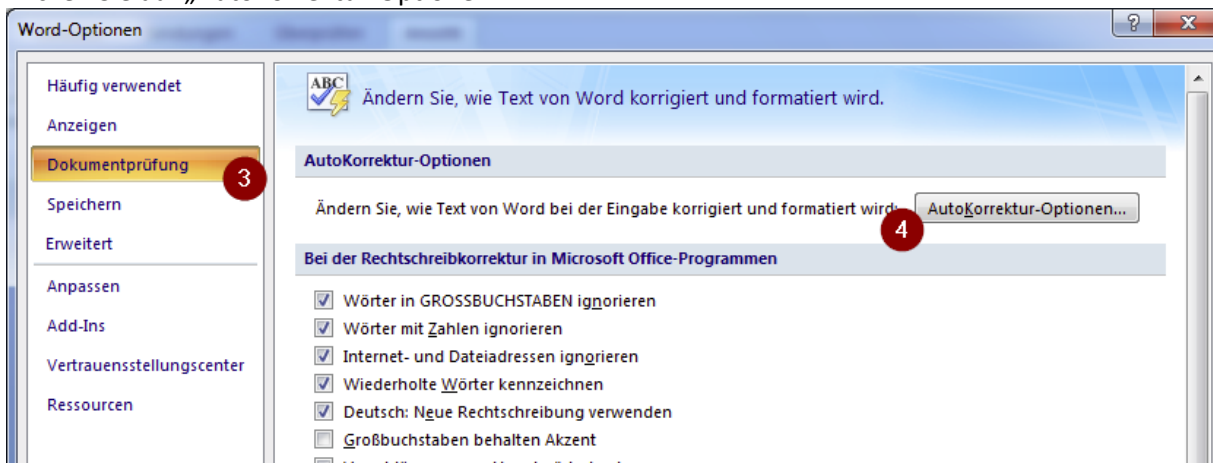 Word-Optionen
Häufig verwendet
Anzeigen
Dokumentprüfung
3
Speichern
Erweitert
Anpassen
Add-Ins
Vertrauensstellungscenter
Ressourcen
ABC
Ändern Sie, wie Text von Word korrigiert und formatiert wird.
AutoKorrektur-Optionen
Ändern Sie, wie Text von Word bei der Eingabe korrigiert und formatiert wird: AutoKorrektur-Optionen...
4
Bei der Rechtschreibkorrektur in Microsoft Office-Programmen
Wörter in GROSSBUCHSTABEN ignorieren
Wörter mit Zahlen ignorieren
Internet- und Dateiadressen ignorieren
Wiederholte Wörter kennzeichnen
Deutsch: Neue Rechtschreibung verwenden
Großbuchstaben behalten Akzent